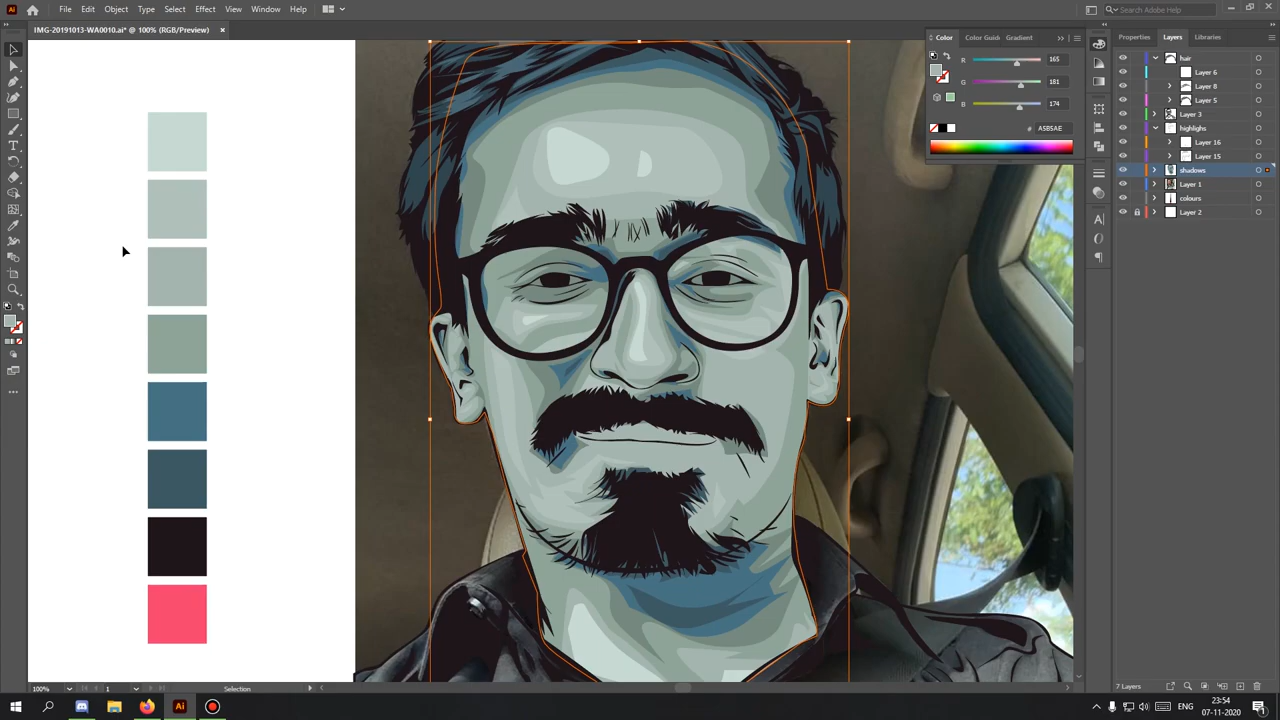 File Edit Object Type Select Effect View Window Help
Search Adobe Help
IMG-20191013-WA0010.ai* @ 100% (RGB/Preview) ×
Color Color Guide Gradient
R 165
G 181
B 174
# A5B5AE
Properties Layers Libraries
hair
Layer 6
Layer 8
Layer 5
Layer 3
highlighs
Layer 16
Layer 15
shadows
Layer 1
colours
Layer 2
7 Layers
100% 1 Selection
ENG
23:54
07-11-2020